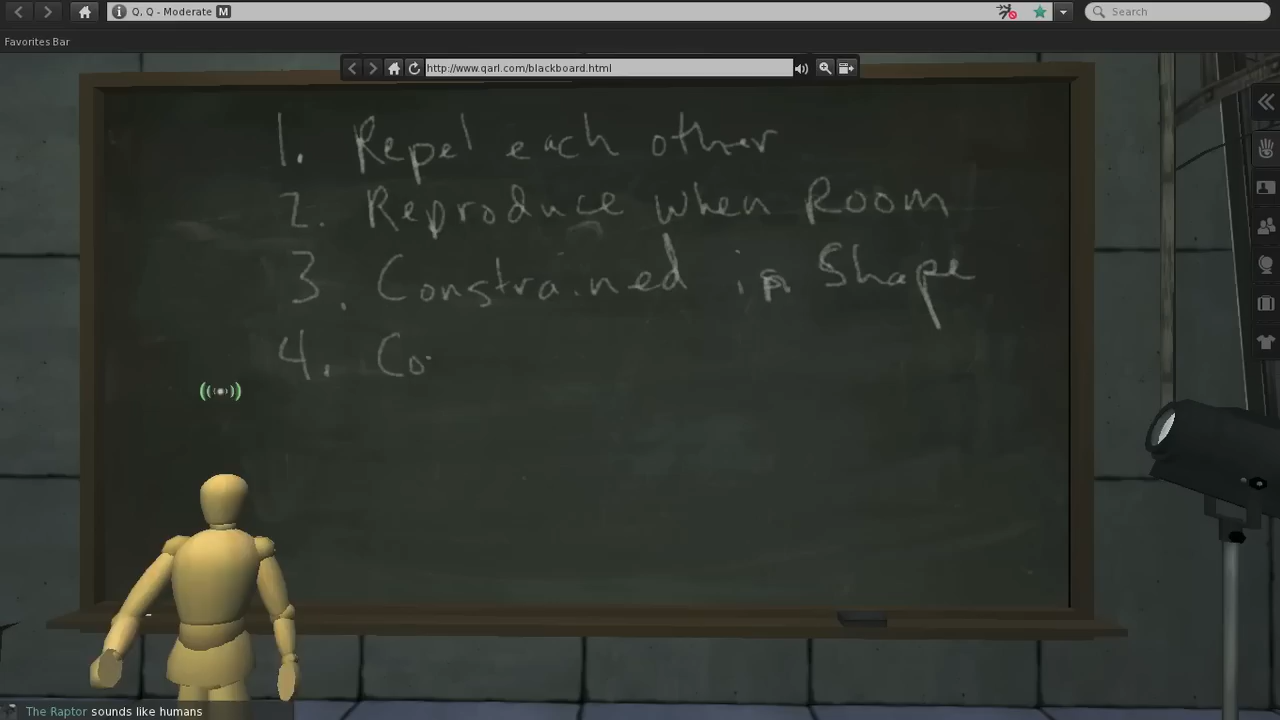 Q, Q - Moderate M
Search
Favorites Bar
http://www.qarl.com/blackboard.html
1. Repel each other
2. Reproduce when Room
3. Constrained in Shape
4. Co
The Raptor sounds like humans